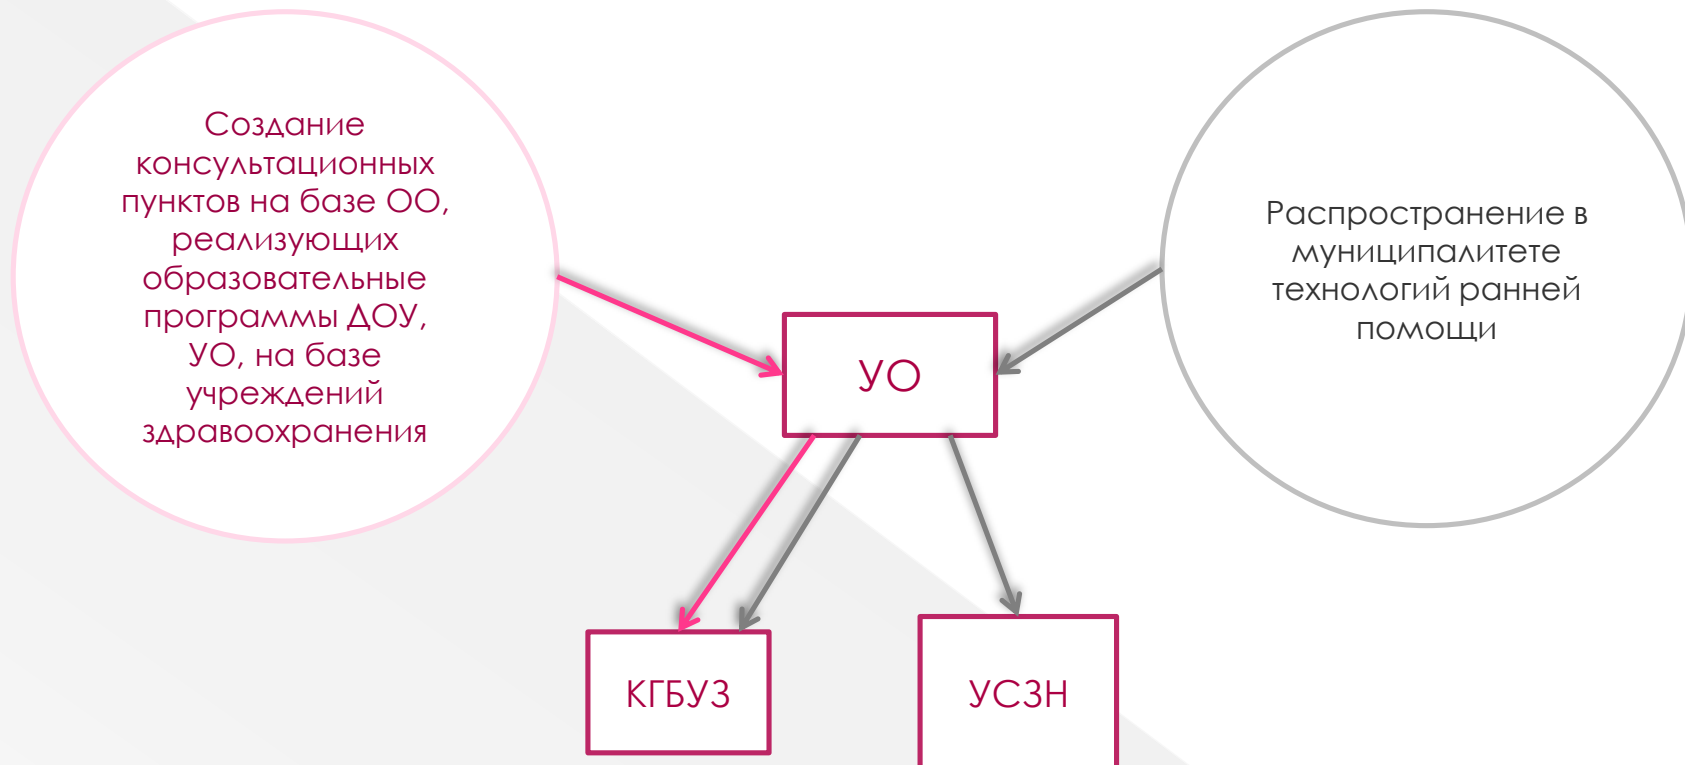 Создание
консультационных
пунктов на базе ОО,
реализующих
образовательные
программы ДОУ,
УО, на базе
учреждений
здравоохранения
Распространение в
муниципалитете
технологий ранней
помощи
УО
КГБУЗ
УСЗН